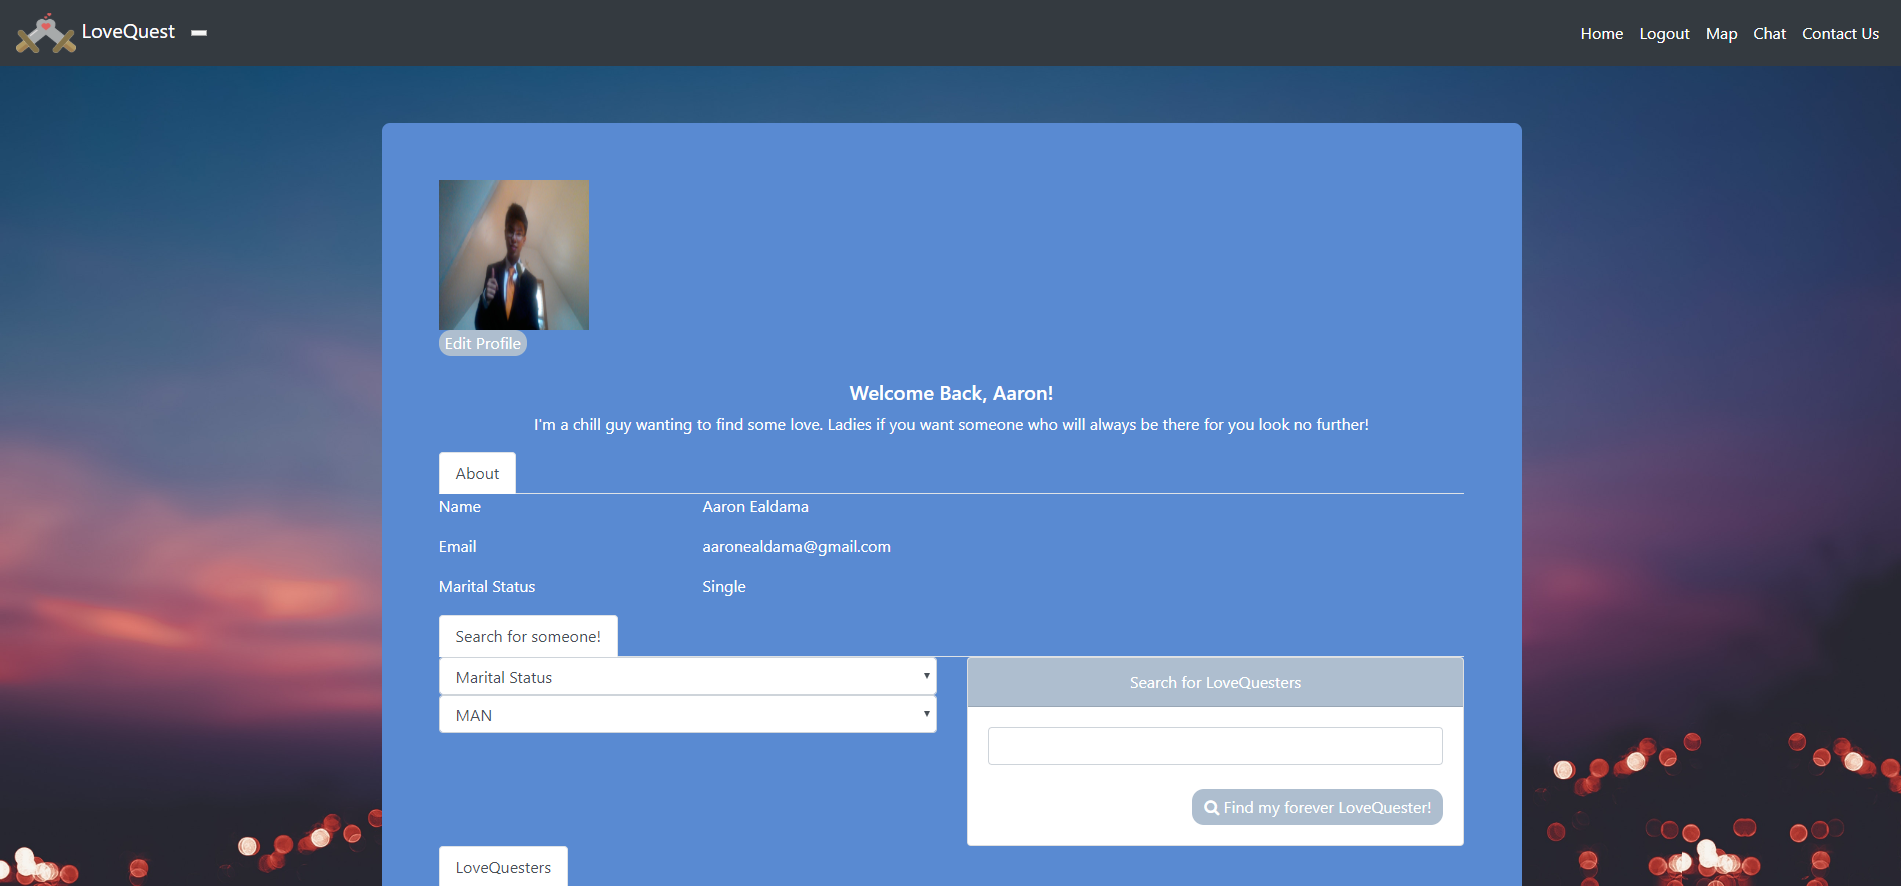 LoveQuest
Home Logout Map Chat Contact Us
Edit Profile
Welcome Back, Aaron!
I'm a chill guy wanting to find some love. Ladies if you want someone who will always be there for you look no further!
About
Name Aaron Ealdama
Email aaronealdama@gmail.com
Marital Status Single
Search for someone!
Marital Status
MAN
Search for LoveQuesters
Find my forever LoveQuester!
LoveQuesters